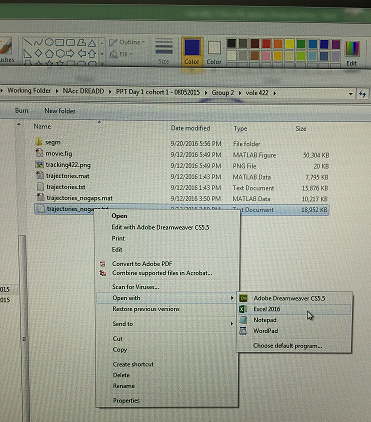 Outline
Fill
Size
Color
Color
Edit
Working Folder ▸ NAcc DREADD ▸ PPT Day 1 cohort 1 - 08052015 ▸ Group 2 ▸ vole 422 ▸
Burn New folder
Name Date modified Type Size
segm 9/20/2016 5:56 PM File folder
movie.fig 9/12/2016 5:49 PM MATLAB Figure 50,304 KB
tracking422.png 9/12/2016 5:49 PM PNG File 20 KB
trajectories.mat 9/12/2016 1:43 PM MATLAB Data 7,795 KB
trajectories.txt 9/12/2016 1:43 PM Text Document 15,876 KB
trajectories_nogaps.mat 9/12/2016 3:50 PM MATLAB Data 10,217 KB
trajectories_nogaps Text Document 18,952 KB
Open
Edit with Adobe Dreamweaver CS5.5
Print
Edit
Convert to Adobe PDF
Combine supported files in Acrobat...
Scan for Viruses...
Open with
Adobe Dreamweaver CS5.5
Excel 2016
Notepad
WordPad
Choose default program...
Restore previous versions
Send to
Cut
Copy
Create shortcut
Delete
Rename
Properties